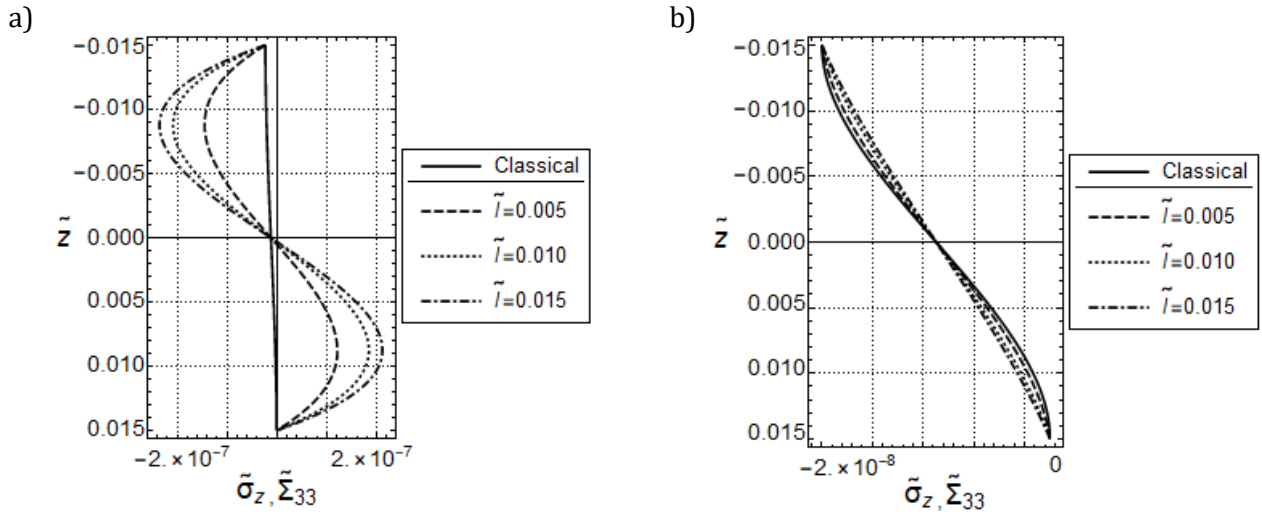 a)
−0.015
−0.010
−0.005
z̃ 0.000
0.005
0.010
0.015
−2.×10⁻⁷ 2.×10⁻⁷
σ̃z, Σ̃33
Classical
l̃=0.005
l̃=0.010
l̃=0.015
b)
−0.015
−0.010
−0.005
z̃ 0.000
0.005
0.010
0.015
−2.×10⁻⁸ 0
σ̃z, Σ̃33
Classical
l̃=0.005
l̃=0.010
l̃=0.015